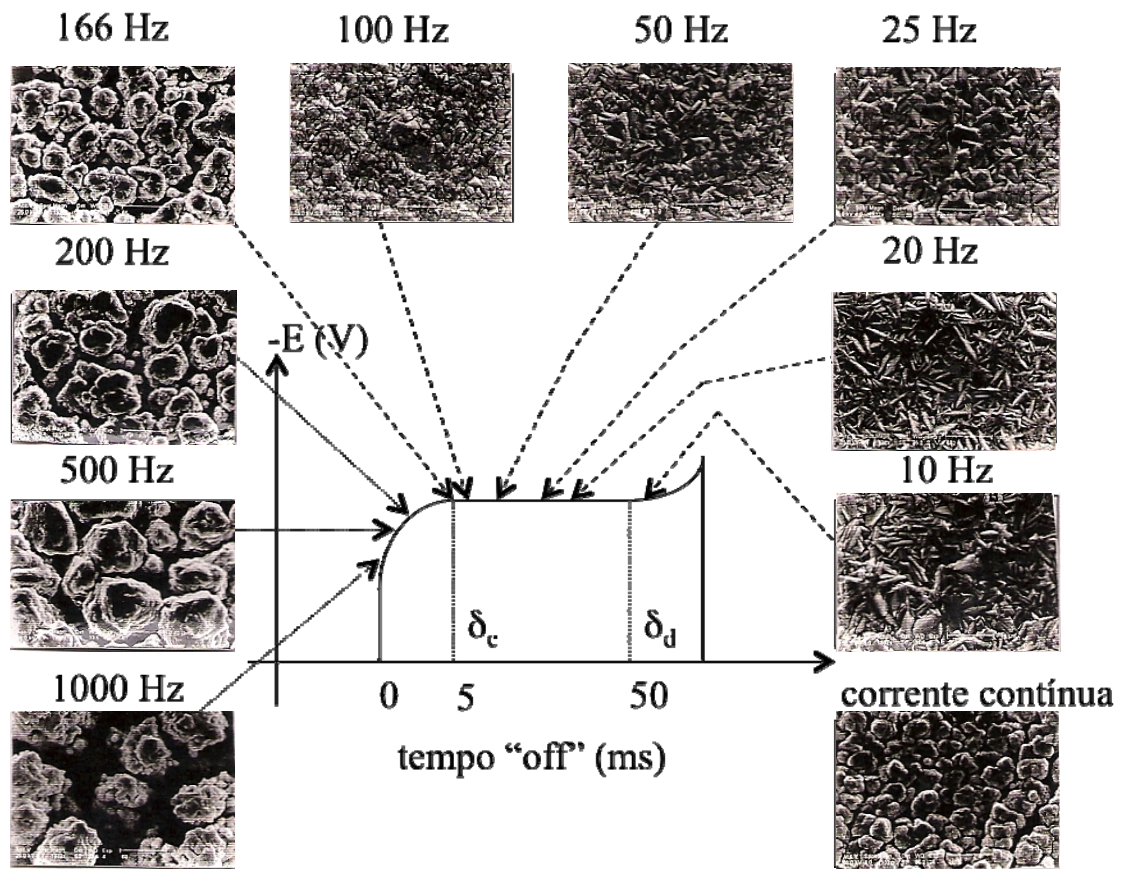 166 Hz
100 Hz
50 Hz
25 Hz
200 Hz
20 Hz
-E (V)
500 Hz
10 Hz
δc
δd
1000 Hz
0
5
50
corrente contínua
tempo “off” (ms)